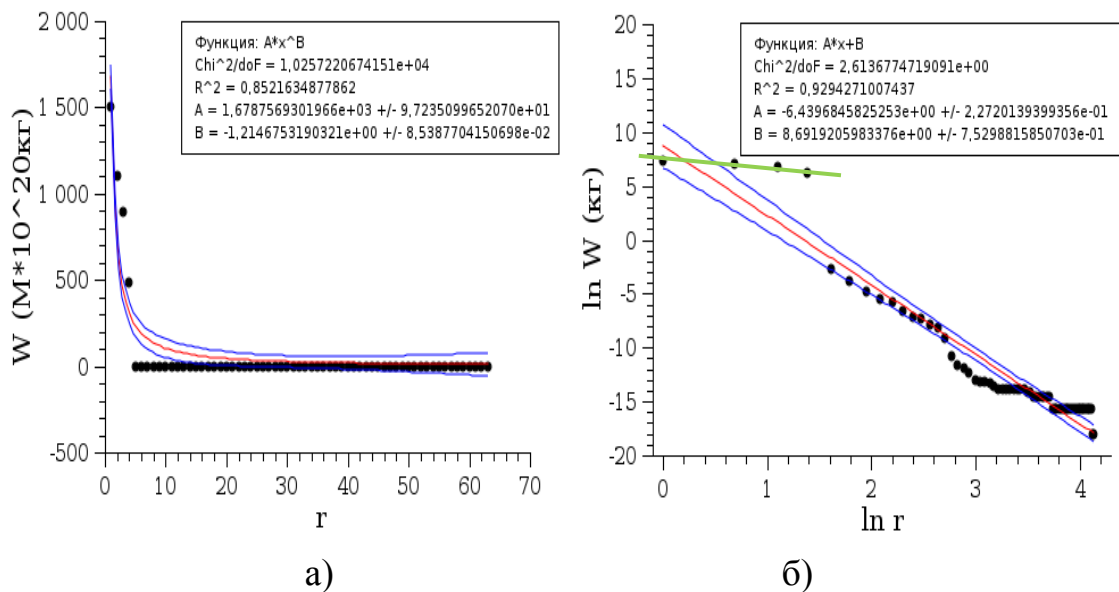 Функция: A*x^B
Chi^2/doF = 1,0257220674151e+04
R^2 = 0,8521634877862
A = 1,6787569301966e+03 +/- 9,7235099652070e+01
B = -1,2146753190321e+00 +/- 8,5387704150698e-02
2 000
1 500
1 000
500
0
-500
W (M*10^20кг)
0 10 20 30 40 50 60 70
r
а)
Функция: A*x+B
Chi^2/doF = 2,6136774719091e+00
R^2 = 0,9294271007437
A = -6,4396845825253e+00 +/- 2,2720139399356e-01
B = 8,6919205983376e+00 +/- 7,5298815850703e-01
20
15
10
5
0
-5
-10
-15
-20
ln W (кг)
0 1 2 3 4
ln r
б)